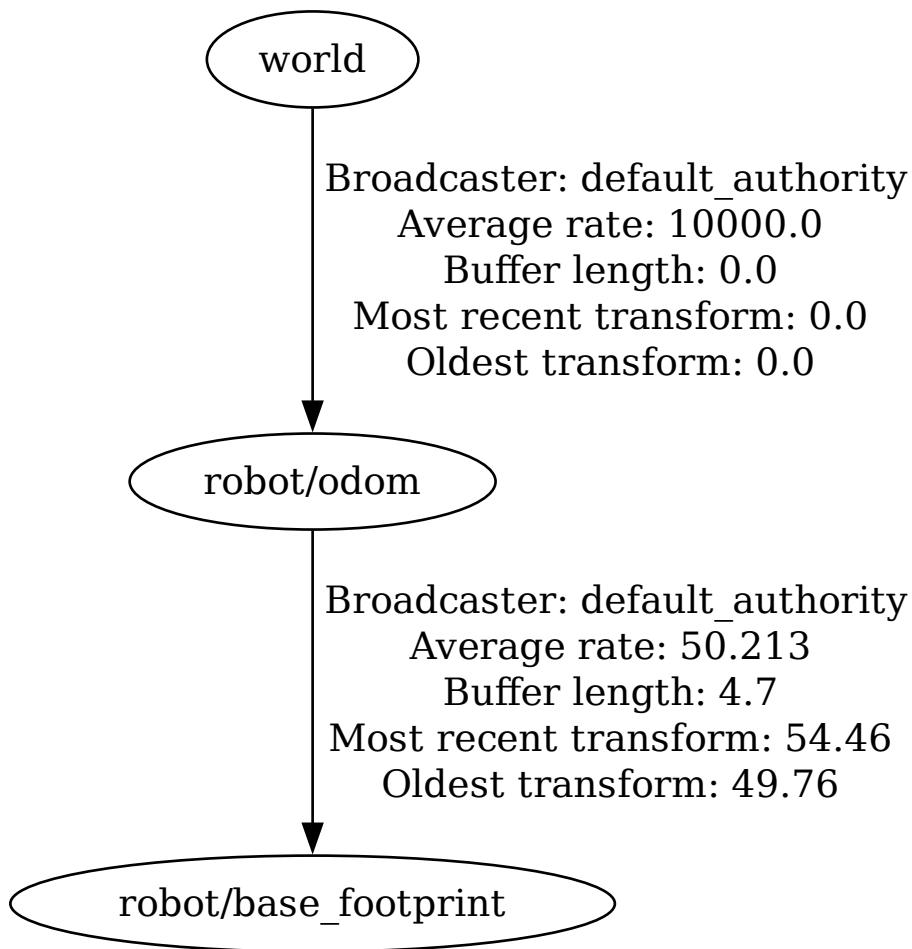 world
Broadcaster: default_authority
Average rate: 10000.0
Buffer length: 0.0
Most recent transform: 0.0
Oldest transform: 0.0
robot/odom
Broadcaster: default_authority
Average rate: 50.213
Buffer length: 4.7
Most recent transform: 54.46
Oldest transform: 49.76
robot/base_footprint